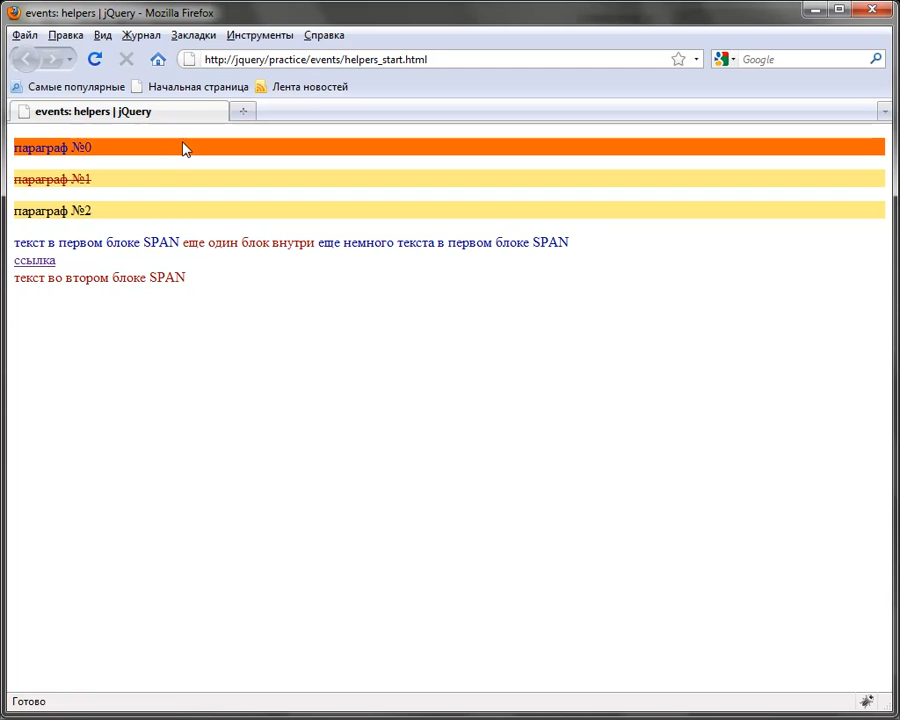 events: helpers | jQuery - Mozilla Firefox
Файл Правка Вид Журнал Закладки Инструменты Справка
http://jquery/practice/events/helpers_start.html Google
Самые популярные Начальная страница Лента новостей
events: helpers | jQuery
параграф №0
параграф №1
параграф №2
текст в первом блоке SPAN еще один блок внутри еще немного текста в первом блоке SPAN
ссылка
текст во втором блоке SPAN
Готово